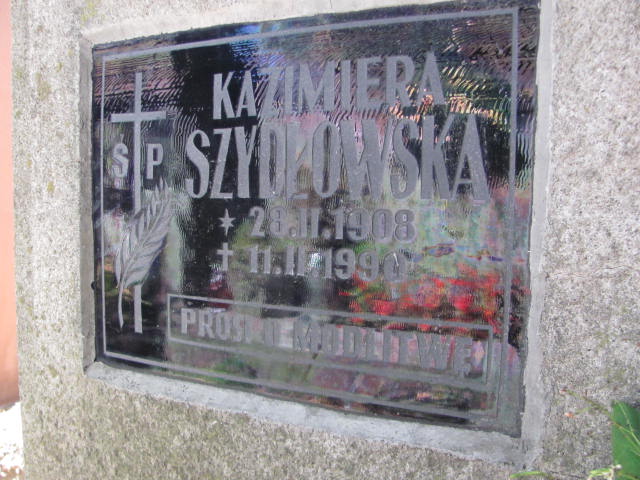 Ś P
KAZIMIERA
SZYDŁOWSKA
* 28.II.1908
† 11.II.1990
PROSI O MODLITWĘ